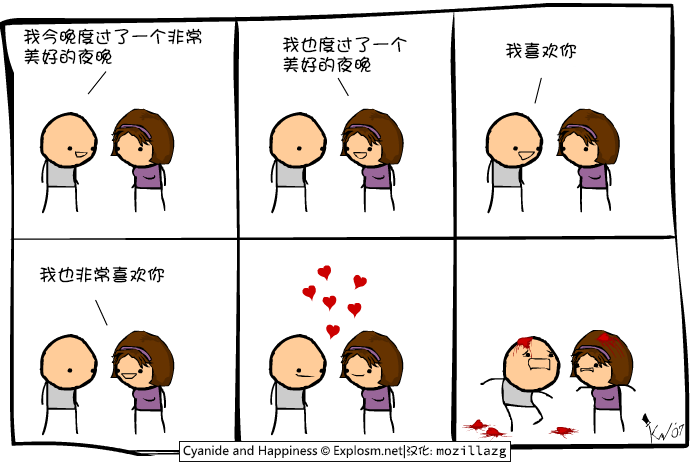 我今晚度过了一个非常
美好的夜晚
我也度过了一个
美好的夜晚
我喜欢你
我也非常喜欢你
Cyanide and Happiness © Explosm.net|汉化: mozillazg